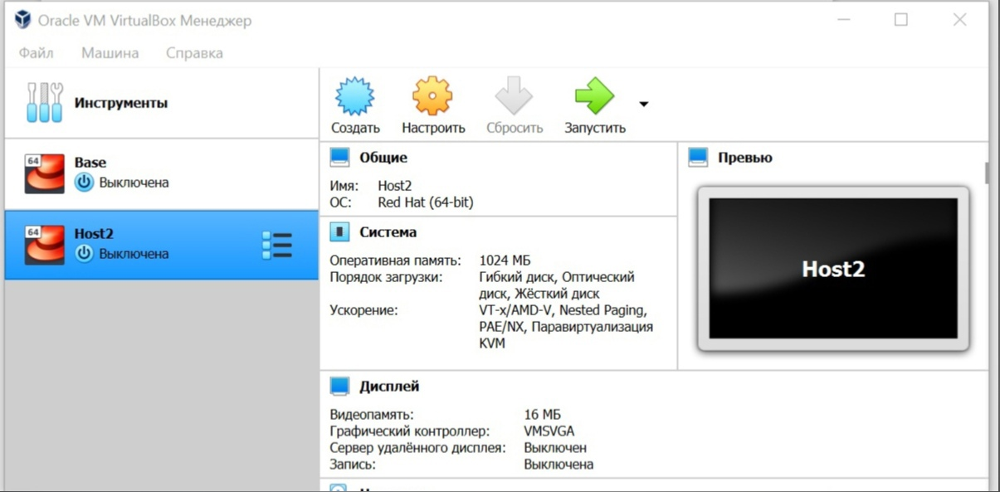 Oracle VM VirtualBox Менеджер
Файл Машина Справка
Инструменты
64
Base
Выключена
64
Host2
Выключена
Создать Настроить Сбросить Запустить
Общие
Имя: Host2
ОС: Red Hat (64-bit)
Система
Оперативная память: 1024 МБ
Порядок загрузки: Гибкий диск, Оптический
диск, Жёсткий диск
Ускорение: VT-x/AMD-V, Nested Paging,
PAE/NX, Паравиртуализация
KVM
Превью
Host2
Дисплей
Видеопамять: 16 МБ
Графический контроллер: VMSVGA
Сервер удалённого дисплея: Выключен
Запись: Выключена